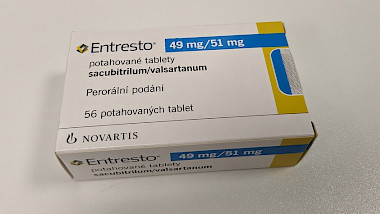 Entresto® 49 mg/51 mg
potahované tablety
sacubitrilum/valsartanum
Perorální podání
56 potahovaných tablet
NOVARTIS
Entresto® 49 mg/51 mg
potahované tablety
sacubitrilum/valsartanum